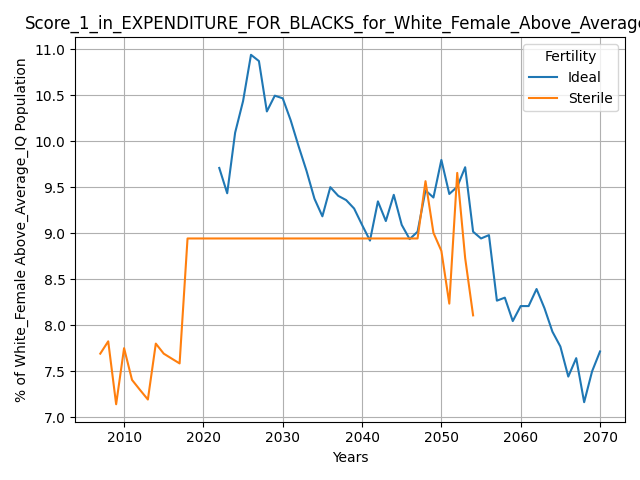 Score_1_in_EXPENDITURE_FOR_BLACKS_for_White_Female_Above_Average
% of White_Female Above_Average_IQ Population
11.0
10.5
10.0
9.5
9.0
8.5
8.0
7.5
7.0
Fertility
Ideal
Sterile
2010 2020 2030 2040 2050 2060 2070
Years